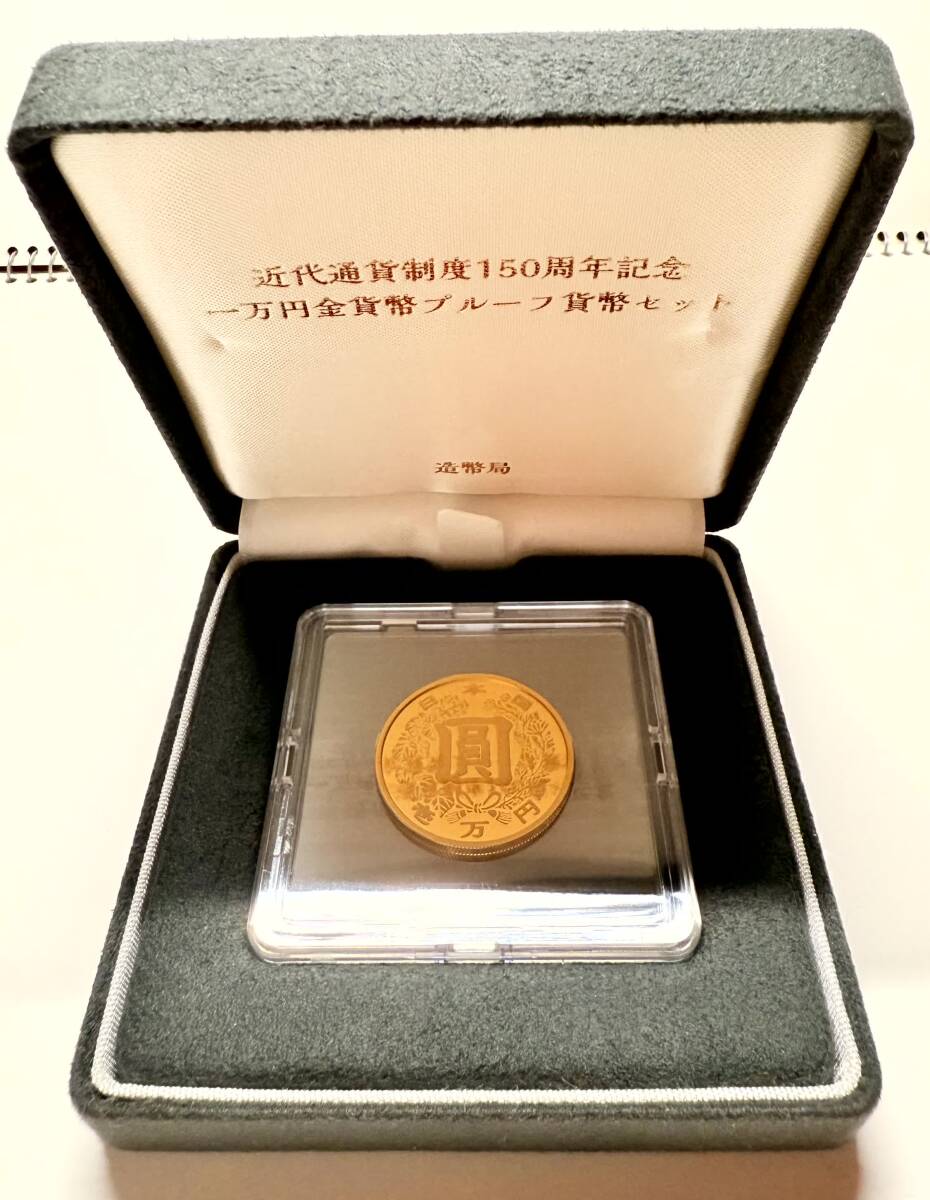 近代通貨制度150周年記念
一万円金貨幣プルーフ貨幣セット
造幣局
日本国
圓
壱万円